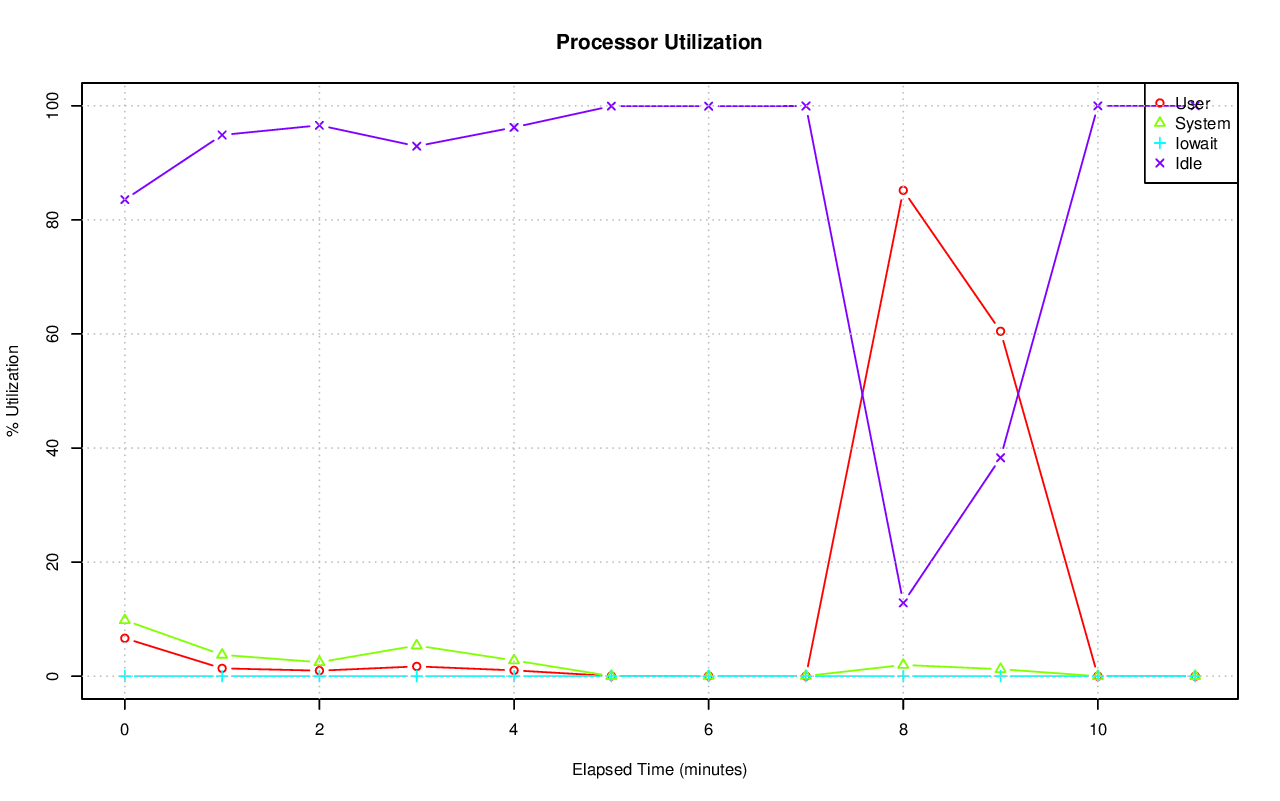 Processor Utilization
% Utilization
100
80
60
40
20
0
User
System
Iowait
Idle
0 2 4 6 8 10
Elapsed Time (minutes)